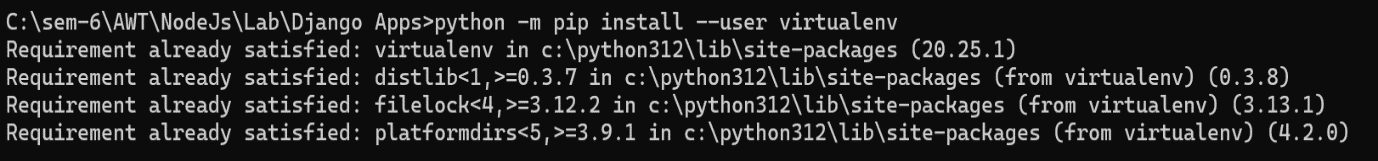 C:\sem-6\AWT\NodeJs\Lab\Django Apps>python -m pip install --user virtualenv
Requirement already satisfied: virtualenv in c:\python312\lib\site-packages (20.25.1)
Requirement already satisfied: distlib<1,>=0.3.7 in c:\python312\lib\site-packages (from virtualenv) (0.3.8)
Requirement already satisfied: filelock<4,>=3.12.2 in c:\python312\lib\site-packages (from virtualenv) (3.13.1)
Requirement already satisfied: platformdirs<5,>=3.9.1 in c:\python312\lib\site-packages (from virtualenv) (4.2.0)